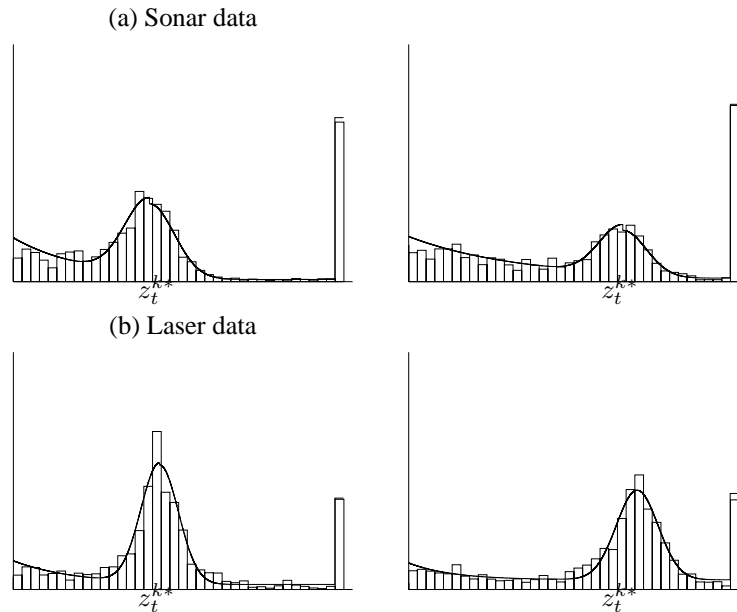 (a) Sonar data
z_t^{k*} z_t^{k*}
(b) Laser data
z_t^{k*} z_t^{k*}